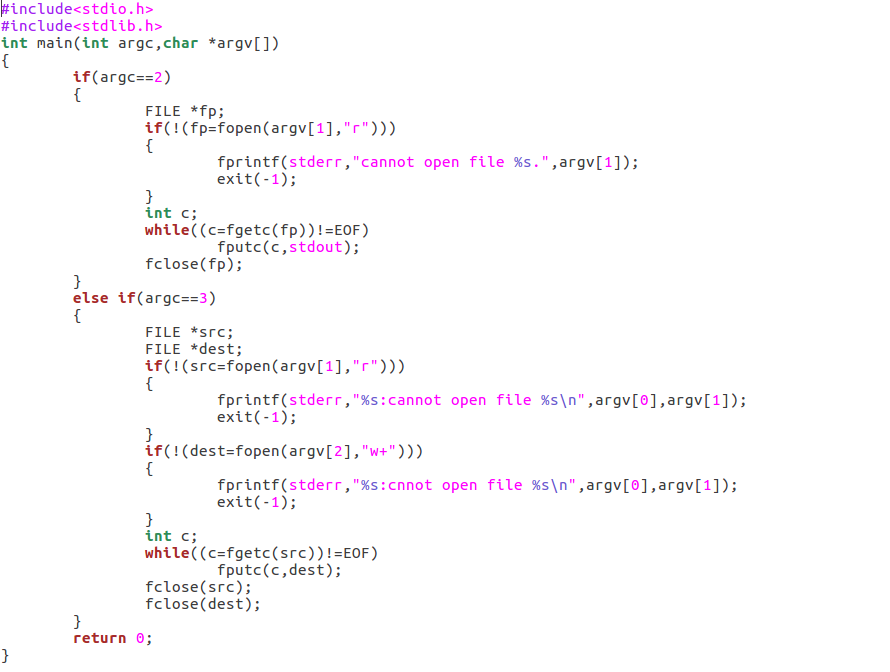 #include<stdio.h>
#include<stdlib.h>
int main(int argc,char *argv[])
{
        if(argc==2)
        {
                FILE *fp;
                if(!(fp=fopen(argv[1],"r")))
                {
                        fprintf(stderr,"cannot open file %s.",argv[1]);
                        exit(-1);
                }
                int c;
                while((c=fgetc(fp))!=EOF)
                        fputc(c,stdout);
                fclose(fp);
        }
        else if(argc==3)
        {
                FILE *src;
                FILE *dest;
                if(!(src=fopen(argv[1],"r")))
                {
                        fprintf(stderr,"%s:cannot open file %s\n",argv[0],argv[1]);
                        exit(-1);
                }
                if(!(dest=fopen(argv[2],"w+")))
                {
                        fprintf(stderr,"%s:cnnot open file %s\n",argv[0],argv[1]);
                        exit(-1);
                }
                int c;
                while((c=fgetc(src))!=EOF)
                        fputc(c,dest);
                fclose(src);
                fclose(dest);
        }
        return 0;
}